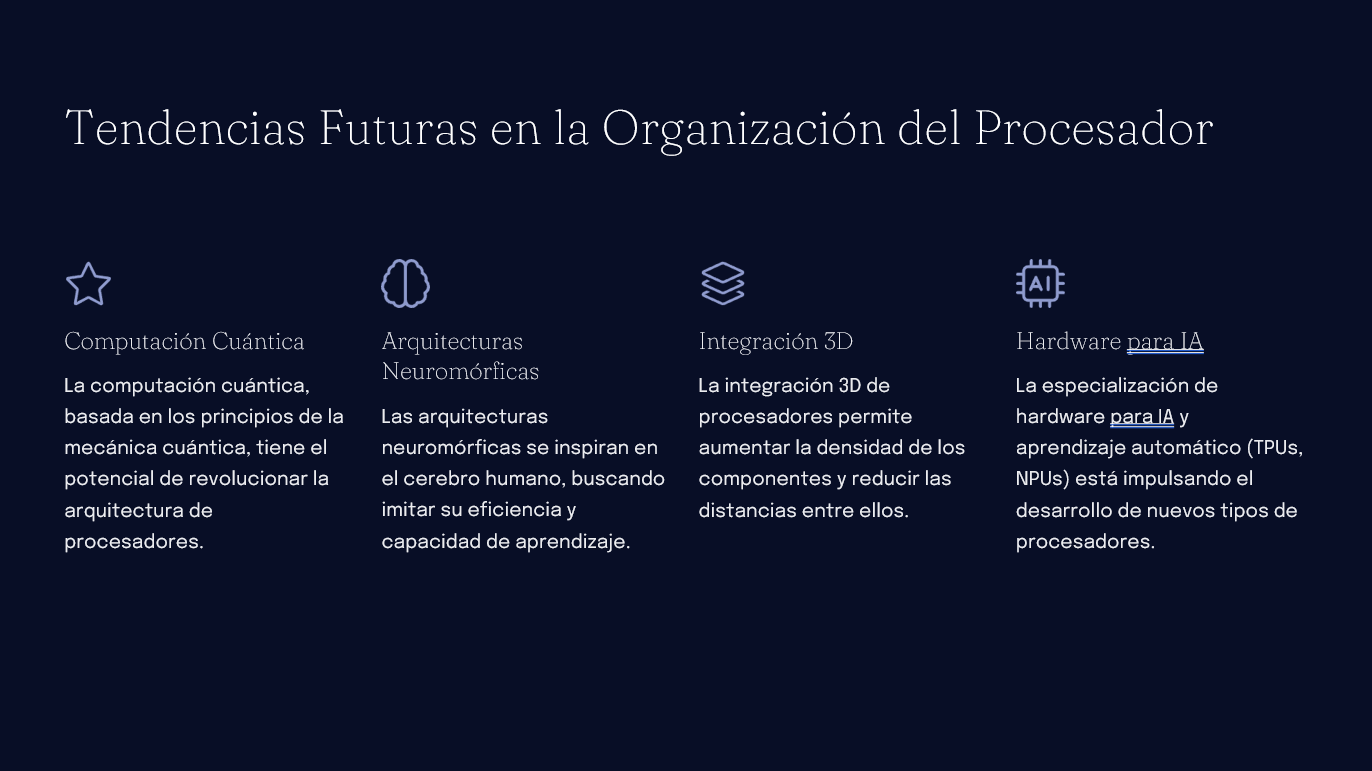 Tendencias Futuras en la Organización del Procesador
Computación Cuántica
La computación cuántica,
basada en los principios de la
mecánica cuántica, tiene el
potencial de revolucionar la
arquitectura de
procesadores.
Arquitecturas
Neuromórficas
Las arquitecturas
neuromórficas se inspiran en
el cerebro humano, buscando
imitar su eficiencia y
capacidad de aprendizaje.
Integración 3D
La integración 3D de
procesadores permite
aumentar la densidad de los
componentes y reducir las
distancias entre ellos.
AI
Hardware para IA
La especialización de
hardware para IA y
aprendizaje automático (TPUs,
NPUs) está impulsando el
desarrollo de nuevos tipos de
procesadores.